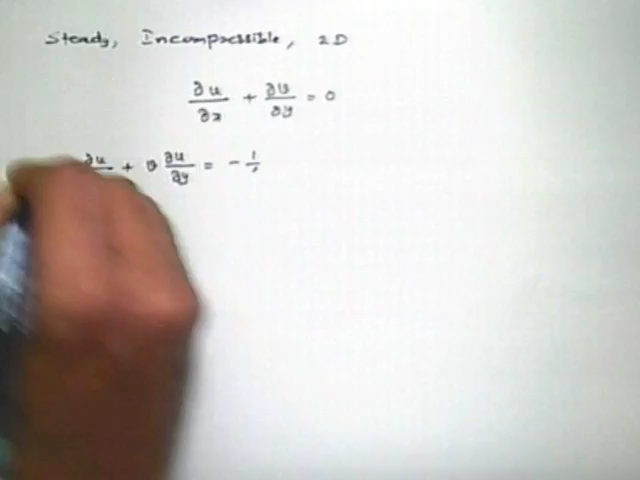 Steady, Incompressible, 2D
∂u/∂x + ∂v/∂y = 0
∂u + v ∂u/∂y = - 1/